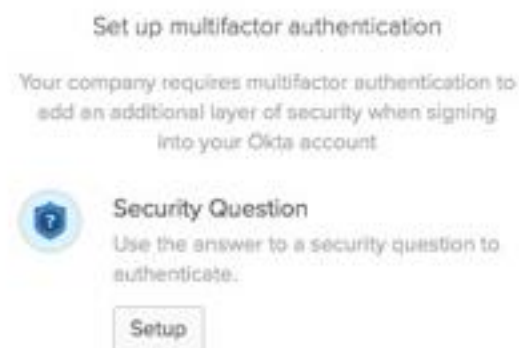 Set up multifactor authentication
Your company requires multifactor authentication to
add an additional layer of security when signing
into your Okta account
?
Security Question
Use the answer to a security question to
authenticate.
Setup